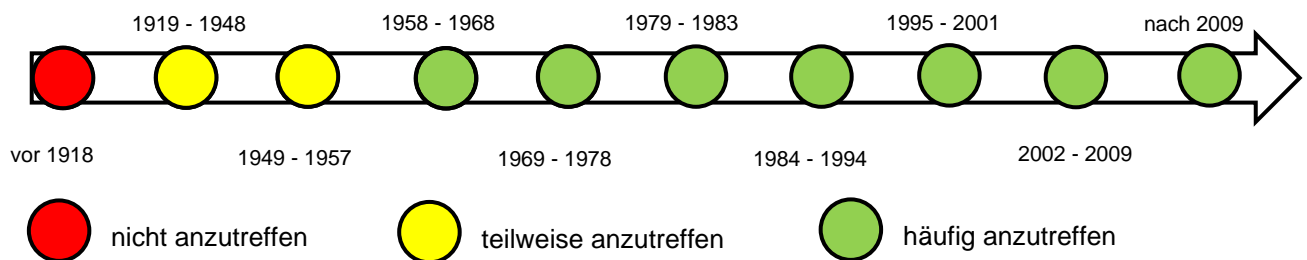 1919 - 1948 1958 - 1968 1979 - 1983 1995 - 2001 nach 2009
vor 1918 1949 - 1957 1969 - 1978 1984 - 1994 2002 - 2009
nicht anzutreffen teilweise anzutreffen häufig anzutreffen